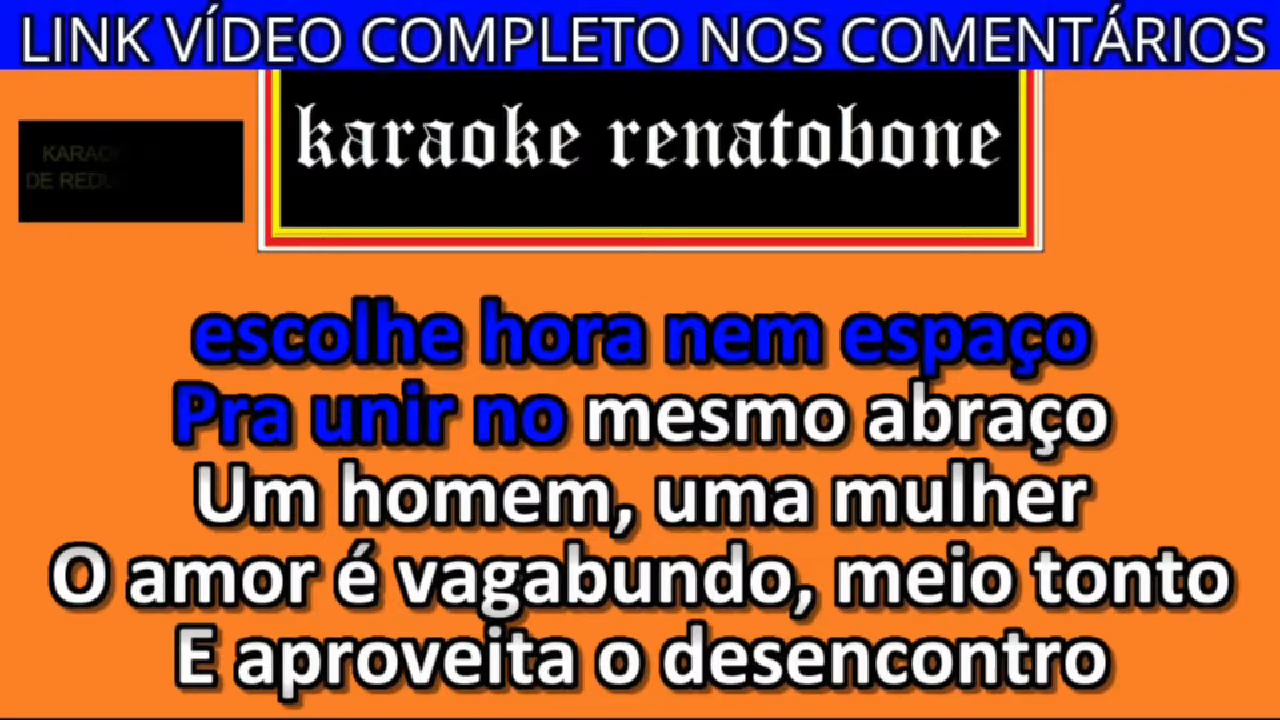 LINK VÍDEO COMPLETO NOS COMENTÁRIOS
karaoke renatobone
DE
escolhe hora nem espaço
Pra unir no mesmo abraço
Um homem, uma mulher
O amor é vagabundo, meio tonto
E aproveita o desencontro